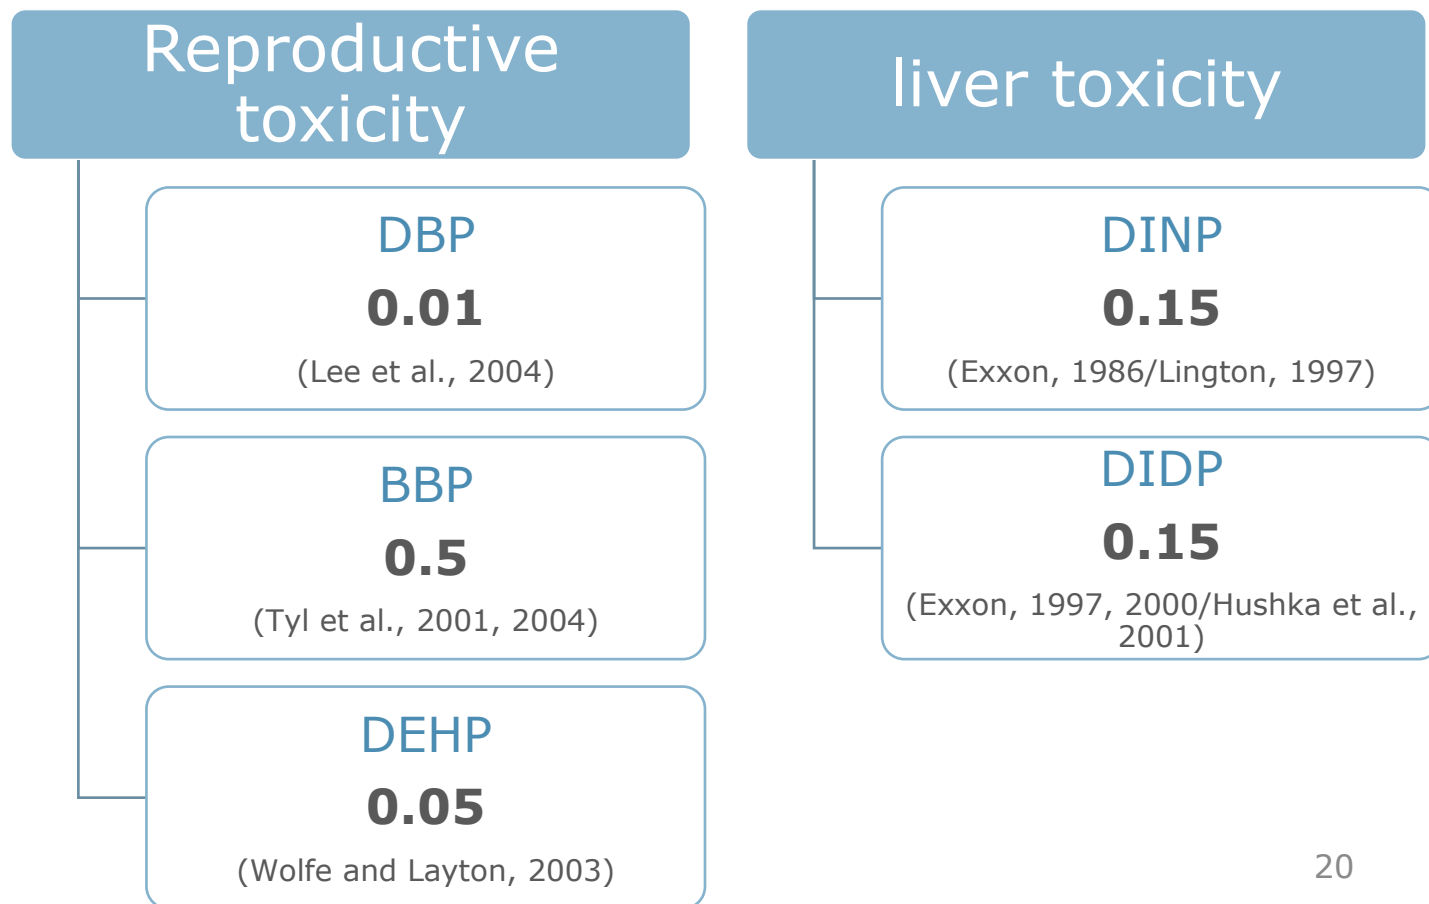 Reproductive
toxicity
DBP
0.01
(Lee et al., 2004)
BBP
0.5
(Tyl et al., 2001, 2004)
DEHP
0.05
(Wolfe and Layton, 2003)
liver toxicity
DINP
0.15
(Exxon, 1986/Lington, 1997)
DIDP
0.15
(Exxon, 1997, 2000/Hushka et al.,
2001)
20